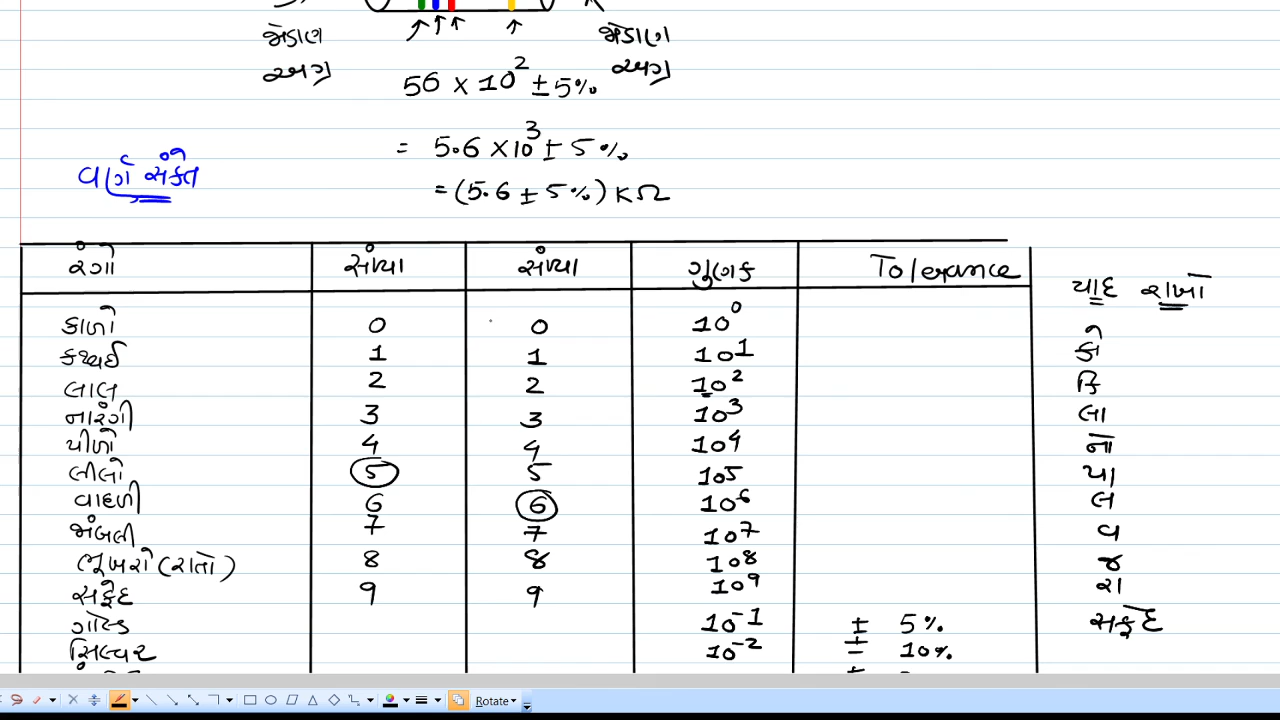 જોડાણ જોડાણ
અગ્ર અગ્ર
56 × 10² ± 5%
= 5.6 × 10³ ± 5%
વર્ણ સંકેત
= (5.6 ± 5%) KΩ
રંગો સંખ્યા સંખ્યા ગુણક Tolerance યાદ રાખો
કાળો 0 0 10⁰ કો
કથ્થઈ 1 1 10¹ કિ
લાલ 2 2 10² લા
નારંગી 3 3 10³ ના
પીળો 4 4 10⁴ પા
લીલો 5 5 10⁵ લ
વાદળી 6 6 10⁶ વ
જાંબલી 7 7 10⁷ જ
ભૂખરો (રાતો) 8 8 10⁸ રા
સફેદ 9 9 10⁹ સફેદ
ગોલ્ડ 10⁻¹ ± 5%
સિલ્વર 10⁻² ± 10%
Rotate